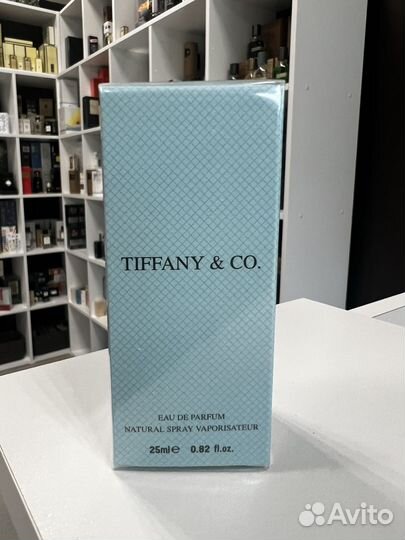 TIFFANY & CO.
EAU DE PARFUM
NATURAL SPRAY VAPORISATEUR
25ml℮ 0.82 fl.oz.
Avito